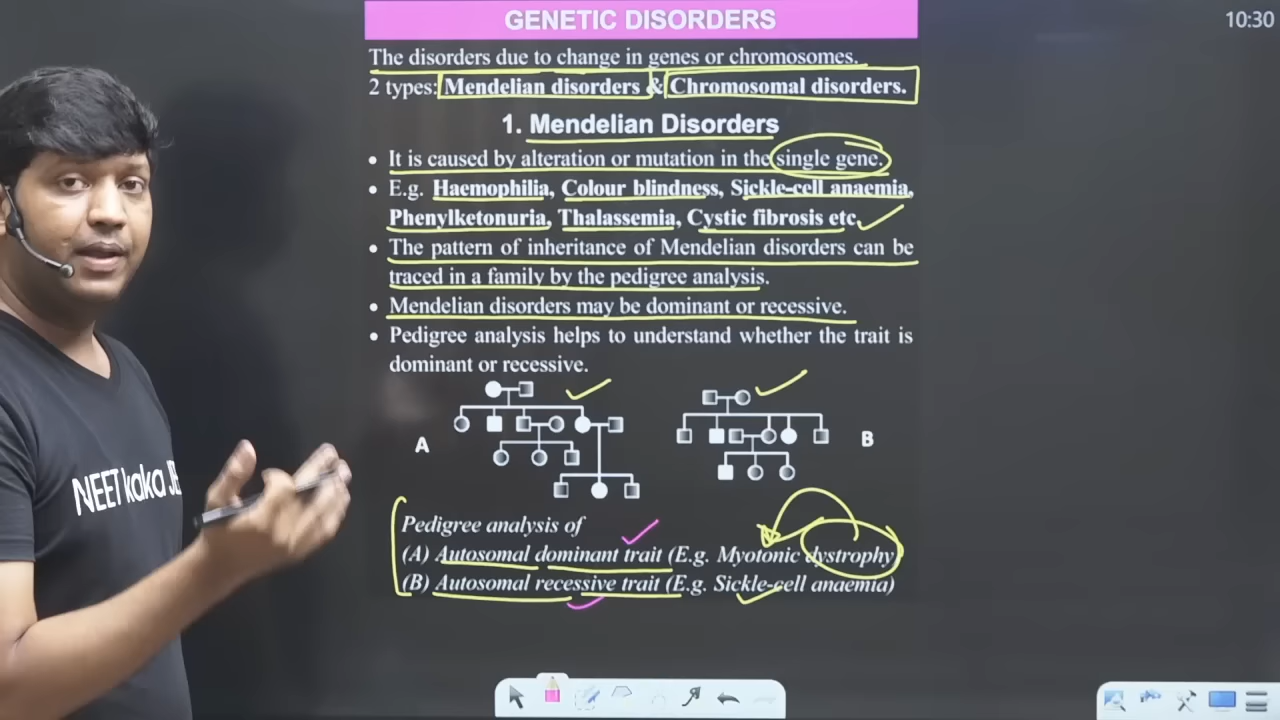 GENETIC DISORDERS
10:30
The disorders due to change in genes or chromosomes.
2 types: Mendelian disorders & Chromosomal disorders.
1. Mendelian Disorders
• It is caused by alteration or mutation in the single gene.
• E.g. Haemophilia, Colour blindness, Sickle-cell anaemia,
Phenylketonuria, Thalassemia, Cystic fibrosis etc.
• The pattern of inheritance of Mendelian disorders can be
traced in a family by the pedigree analysis.
• Mendelian disorders may be dominant or recessive.
• Pedigree analysis helps to understand whether the trait is
dominant or recessive.
A
B
Pedigree analysis of
(A) Autosomal dominant trait (E.g. Myotonic dystrophy)
(B) Autosomal recessive trait (E.g. Sickle-cell anaemia)
NEET kaka JE